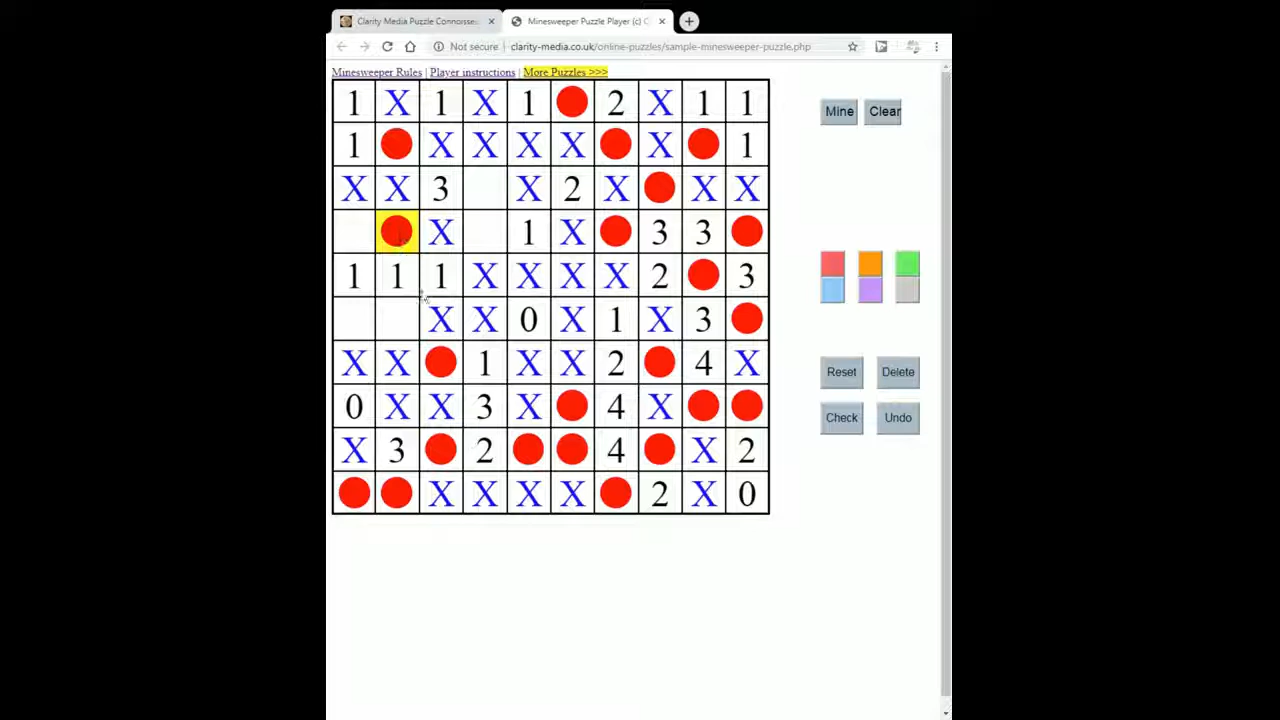 Clarity Media Puzzle Connoisseu
Minesweeper Puzzle Player (c) C
Not secure | clarity-media.co.uk/online-puzzles/sample-minesweeper-puzzle.php
Minesweeper Rules | Player instructions | More Puzzles >>>
1 X 1 X 1 2 X 1 1
1 X X X X X 1
X X 3 X 2 X X X
X 1 X 3 3
1 1 1 X X X X 2 3
X X 0 X 1 X 3
X X 1 X X 2 4 X
0 X X 3 X 4 X
X 3 2 4 X 2
X X X X 2 X 0
Mine Clear
Reset Delete
Check Undo